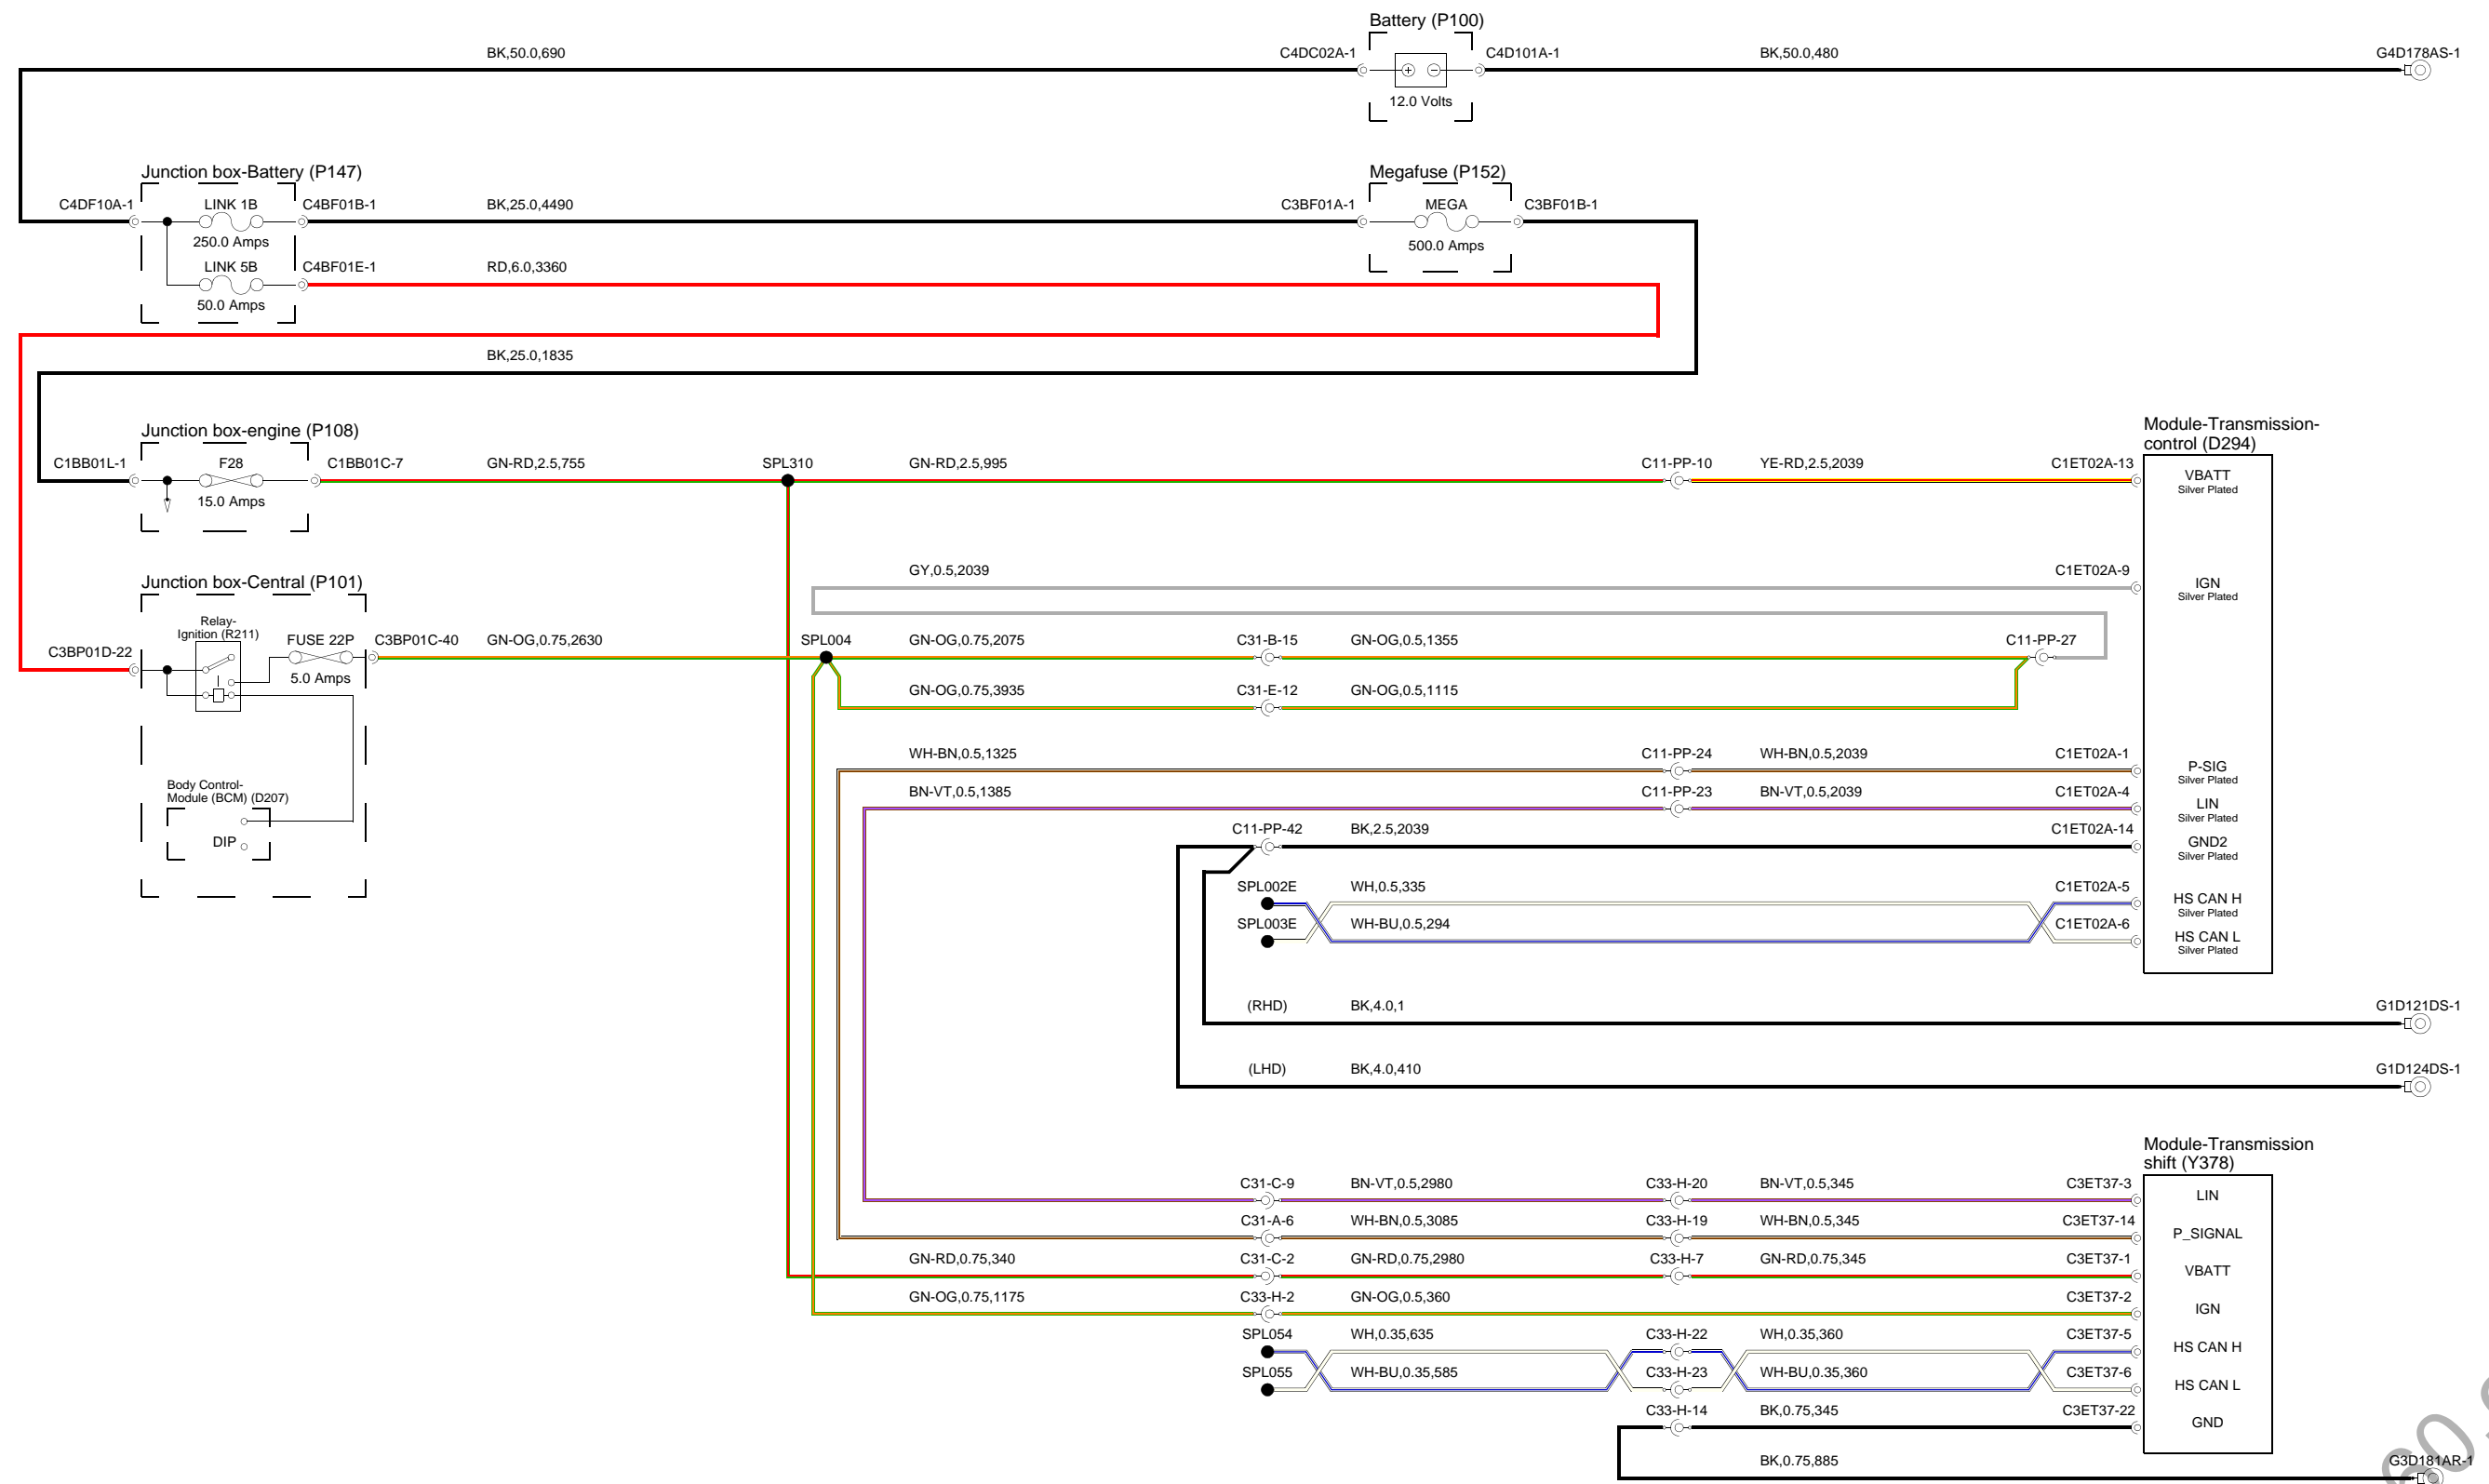 Battery (P100)
BK,50.0,690
C4DC02A-1
C4D101A-1
BK,50.0,480
G4D178AS-1
12.0 Volts
Junction box-Battery (P147)
Megafuse (P152)
C4DF10A-1
LINK 1B
C4BF01B-1
BK,25.0,4490
C3BF01A-1
MEGA
C3BF01B-1
250.0 Amps
500.0 Amps
LINK 5B
C4BF01E-1
RD,6.0,3360
50.0 Amps
BK,25.0,1835
Module-Transmission-
control (D294)
Junction box-engine (P108)
C1BB01L-1
F28
C1BB01C-7
GN-RD,2.5,755
SPL310
GN-RD,2.5,995
C11-PP-10
YE-RD,2.5,2039
C1ET02A-13
VBATT
Silver Plated
15.0 Amps
GY,0.5,2039
C1ET02A-9
IGN
Silver Plated
Junction box-Central (P101)
Relay-
Ignition (R211)
FUSE 22P
C3BP01C-40
GN-OG,0.75,2630
SPL004
GN-OG,0.75,2075
C31-B-15
GN-OG,0.5,1355
C11-PP-27
C3BP01D-22
5.0 Amps
GN-OG,0.75,3935
C31-E-12
GN-OG,0.5,1115
WH-BN,0.5,1325
C11-PP-24
WH-BN,0.5,2039
C1ET02A-1
P-SIG
Silver Plated
Body Control-
Module (BCM) (D207)
DIP
BN-VT,0.5,1385
C11-PP-23
BN-VT,0.5,2039
C1ET02A-4
LIN
Silver Plated
C11-PP-42
BK,2.5,2039
C1ET02A-14
GND2
Silver Plated
SPL002E
WH,0.5,335
C1ET02A-5
HS CAN H
Silver Plated
SPL003E
WH-BU,0.5,294
C1ET02A-6
HS CAN L
Silver Plated
(RHD)
BK,4.0,1
G1D121DS-1
(LHD)
BK,4.0,410
G1D124DS-1
Module-Transmission
shift (Y378)
C31-C-9
BN-VT,0.5,2980
C33-H-20
BN-VT,0.5,345
C3ET37-3
LIN
C31-A-6
WH-BN,0.5,3085
C33-H-19
WH-BN,0.5,345
C3ET37-14
P_SIGNAL
GN-RD,0.75,340
C31-C-2
GN-RD,0.75,2980
C33-H-7
GN-RD,0.75,345
C3ET37-1
VBATT
GN-OG,0.75,1175
C33-H-2
GN-OG,0.5,360
C3ET37-2
IGN
SPL054
WH,0.35,635
C33-H-22
WH,0.35,360
C3ET37-5
HS CAN H
SPL055
WH-BU,0.35,585
C33-H-23
WH-BU,0.35,360
C3ET37-6
HS CAN L
C33-H-14
BK,0.75,345
C3ET37-22
GND
BK,0.75,885
G3D181AR-1